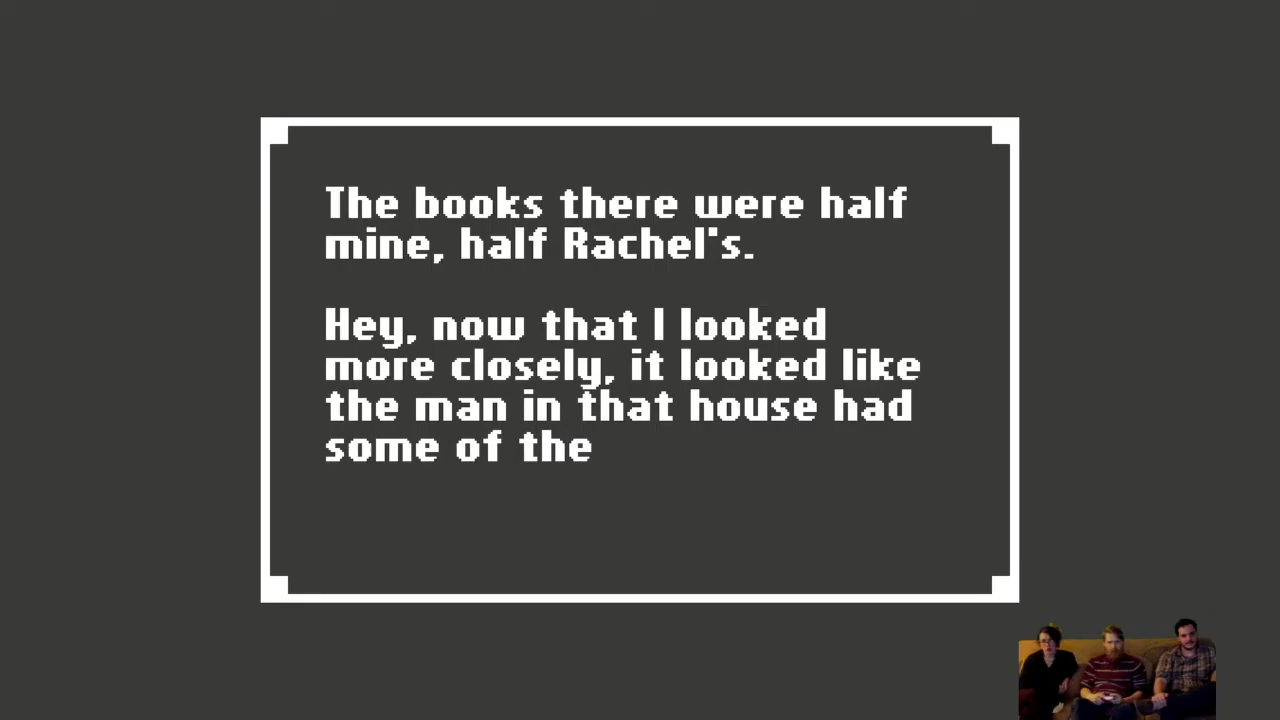 The books there were half
mine, half Rachel's.
Hey, now that I looked
more closely, it looked like
the man in that house had
some of the